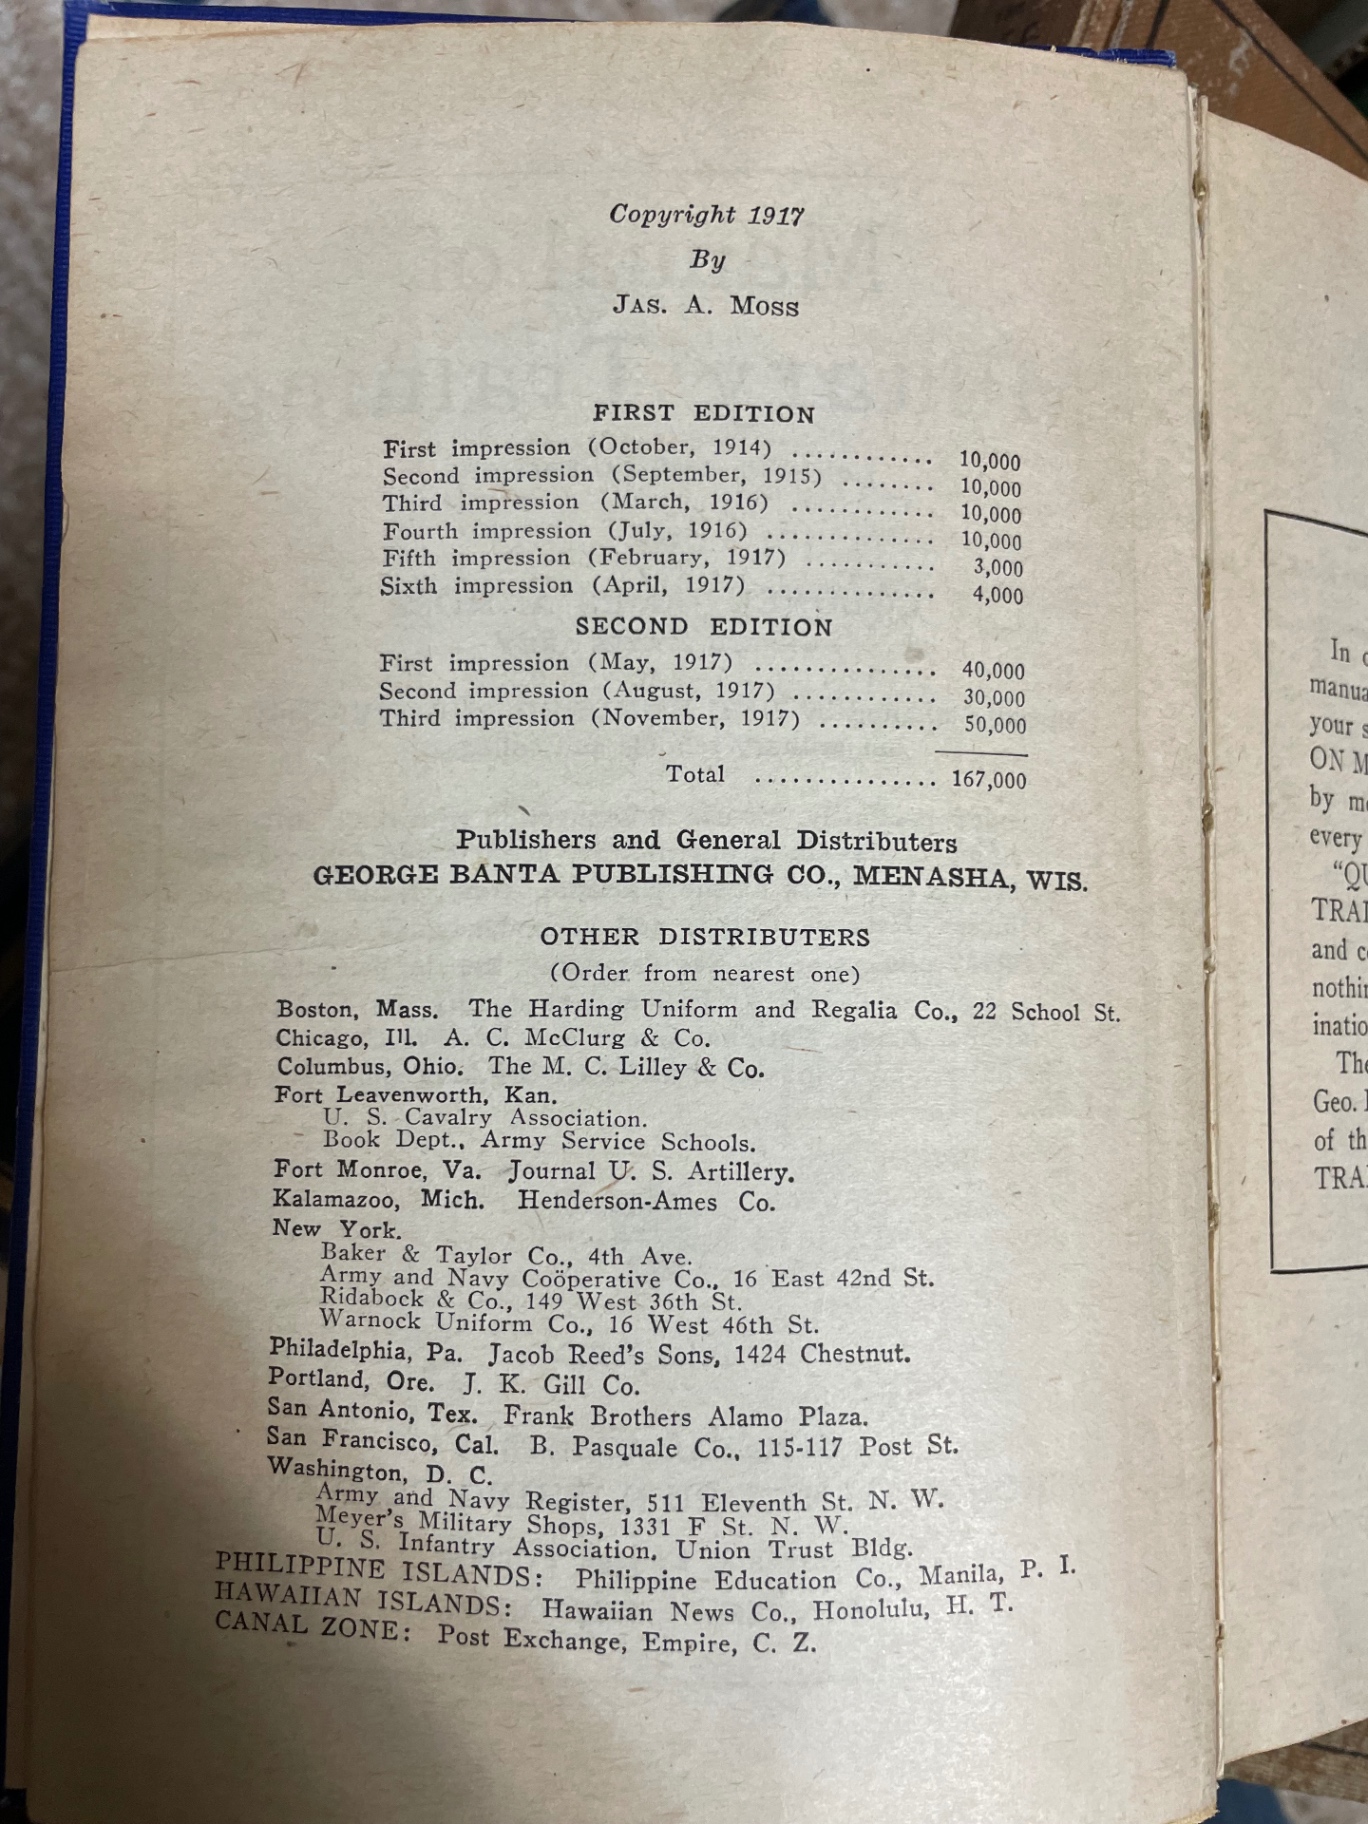 Copyright 1917
By
JAS. A. MOSS
FIRST EDITION
First impression (October, 1914) ............ 10,000
Second impression (September, 1915) ........ 10,000
Third impression (March, 1916) ............ 10,000
Fourth impression (July, 1916) .............. 10,000
Fifth impression (February, 1917) ........... 3,000
Sixth impression (April, 1917) .............. 4,000
SECOND EDITION
First impression (May, 1917) ............... 40,000
Second impression (August, 1917) ............ 30,000
Third impression (November, 1917) .......... 50,000
Total ............... 167,000
Publishers and General Distributers
GEORGE BANTA PUBLISHING CO., MENASHA, WIS.
OTHER DISTRIBUTERS
(Order from nearest one)
Boston, Mass. The Harding Uniform and Regalia Co., 22 School St.
Chicago, Ill. A. C. McClurg & Co.
Columbus, Ohio. The M. C. Lilley & Co.
Fort Leavenworth, Kan.
U. S. Cavalry Association.
Book Dept., Army Service Schools.
Fort Monroe, Va. Journal U. S. Artillery.
Kalamazoo, Mich. Henderson-Ames Co.
New York.
Baker & Taylor Co., 4th Ave.
Army and Navy Coöperative Co., 16 East 42nd St.
Ridabock & Co., 149 West 36th St.
Warnock Uniform Co., 16 West 46th St.
Philadelphia, Pa. Jacob Reed's Sons, 1424 Chestnut.
Portland, Ore. J. K. Gill Co.
San Antonio, Tex. Frank Brothers Alamo Plaza.
San Francisco, Cal. B. Pasquale Co., 115-117 Post St.
Washington, D. C.
Army and Navy Register, 511 Eleventh St. N. W.
Meyer's Military Shops, 1331 F St. N. W.
U. S. Infantry Association, Union Trust Bldg.
PHILIPPINE ISLANDS: Philippine Education Co., Manila, P. I.
HAWAIIAN ISLANDS: Hawaiian News Co., Honolulu, H. T.
CANAL ZONE: Post Exchange, Empire, C. Z.
In
manua
your
ON M
by
every
"QU
TRAI
and
nothin
inatio
The
Geo.
of th
TRA